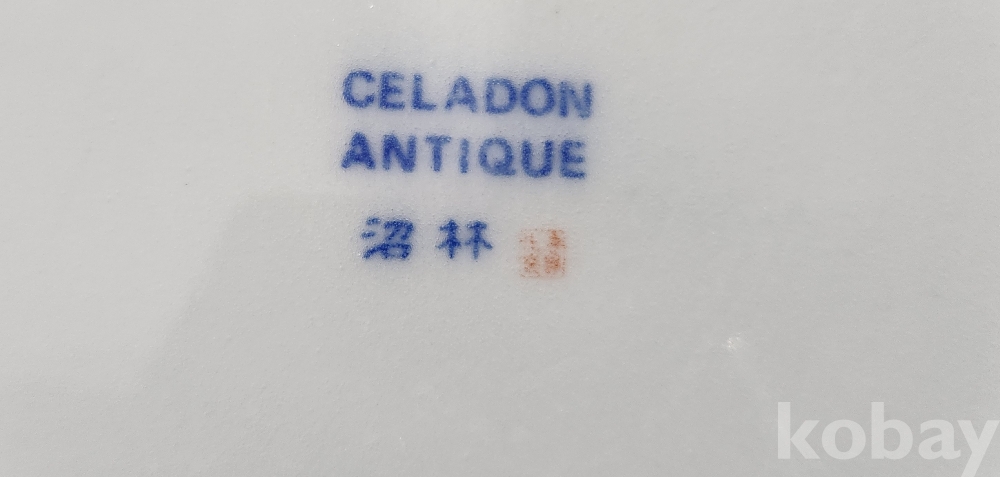 CELADON
ANTIQUE
沼林
kobay